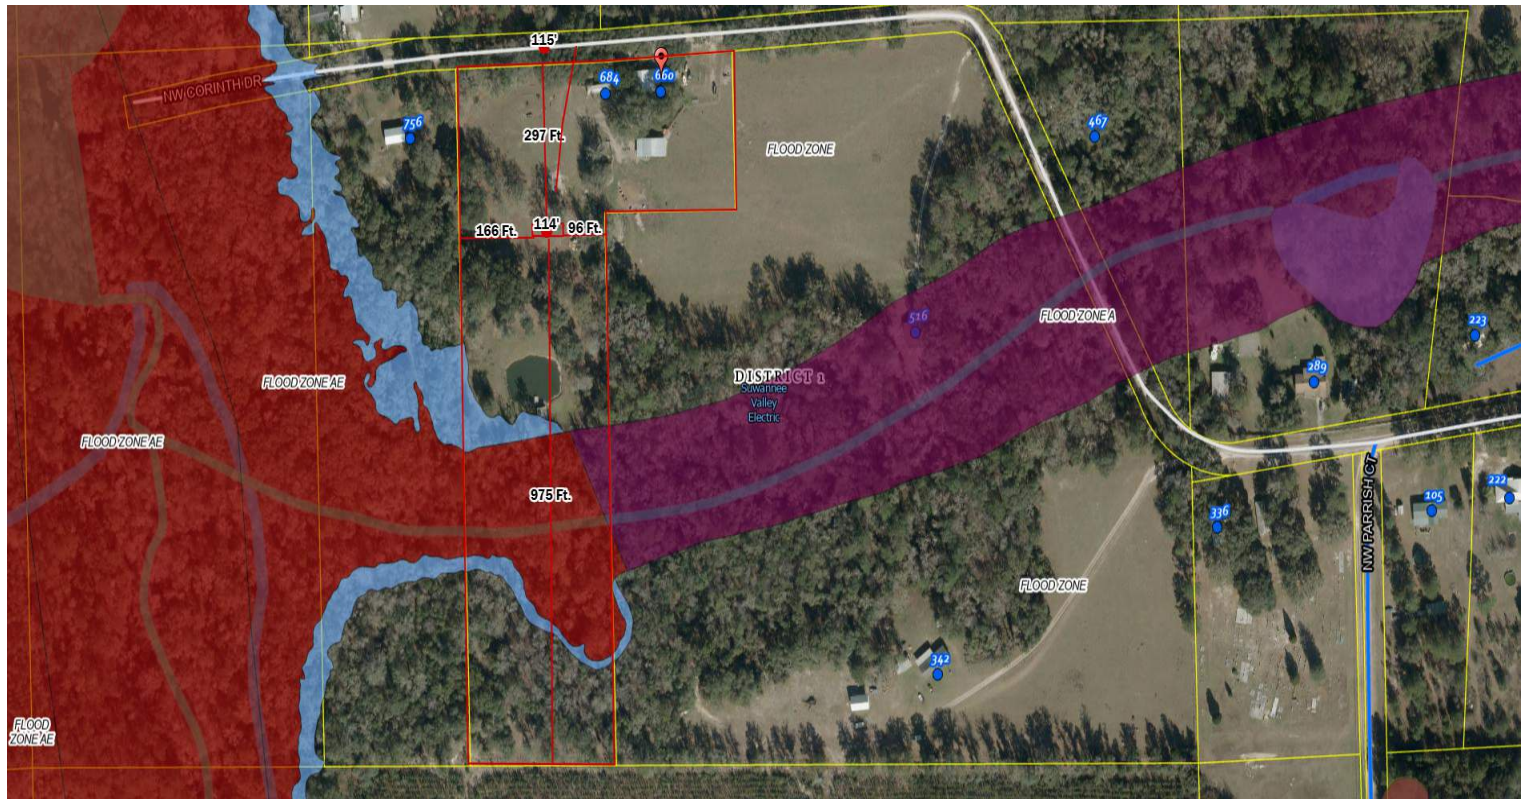 115'
NW CORINTH DR
684
660
756
467
297 Ft.
FLOOD ZONE
114'
166 Ft.
96 Ft.
516
FLOOD ZONE A
223
289
DISTRICT 1
Suwannee
Valley
Electric
FLOOD ZONE AE
FLOOD ZONE AE
975 Ft.
222
105
336
NW PARRISH CT
FLOOD ZONE
342
FLOOD
ZONE AE